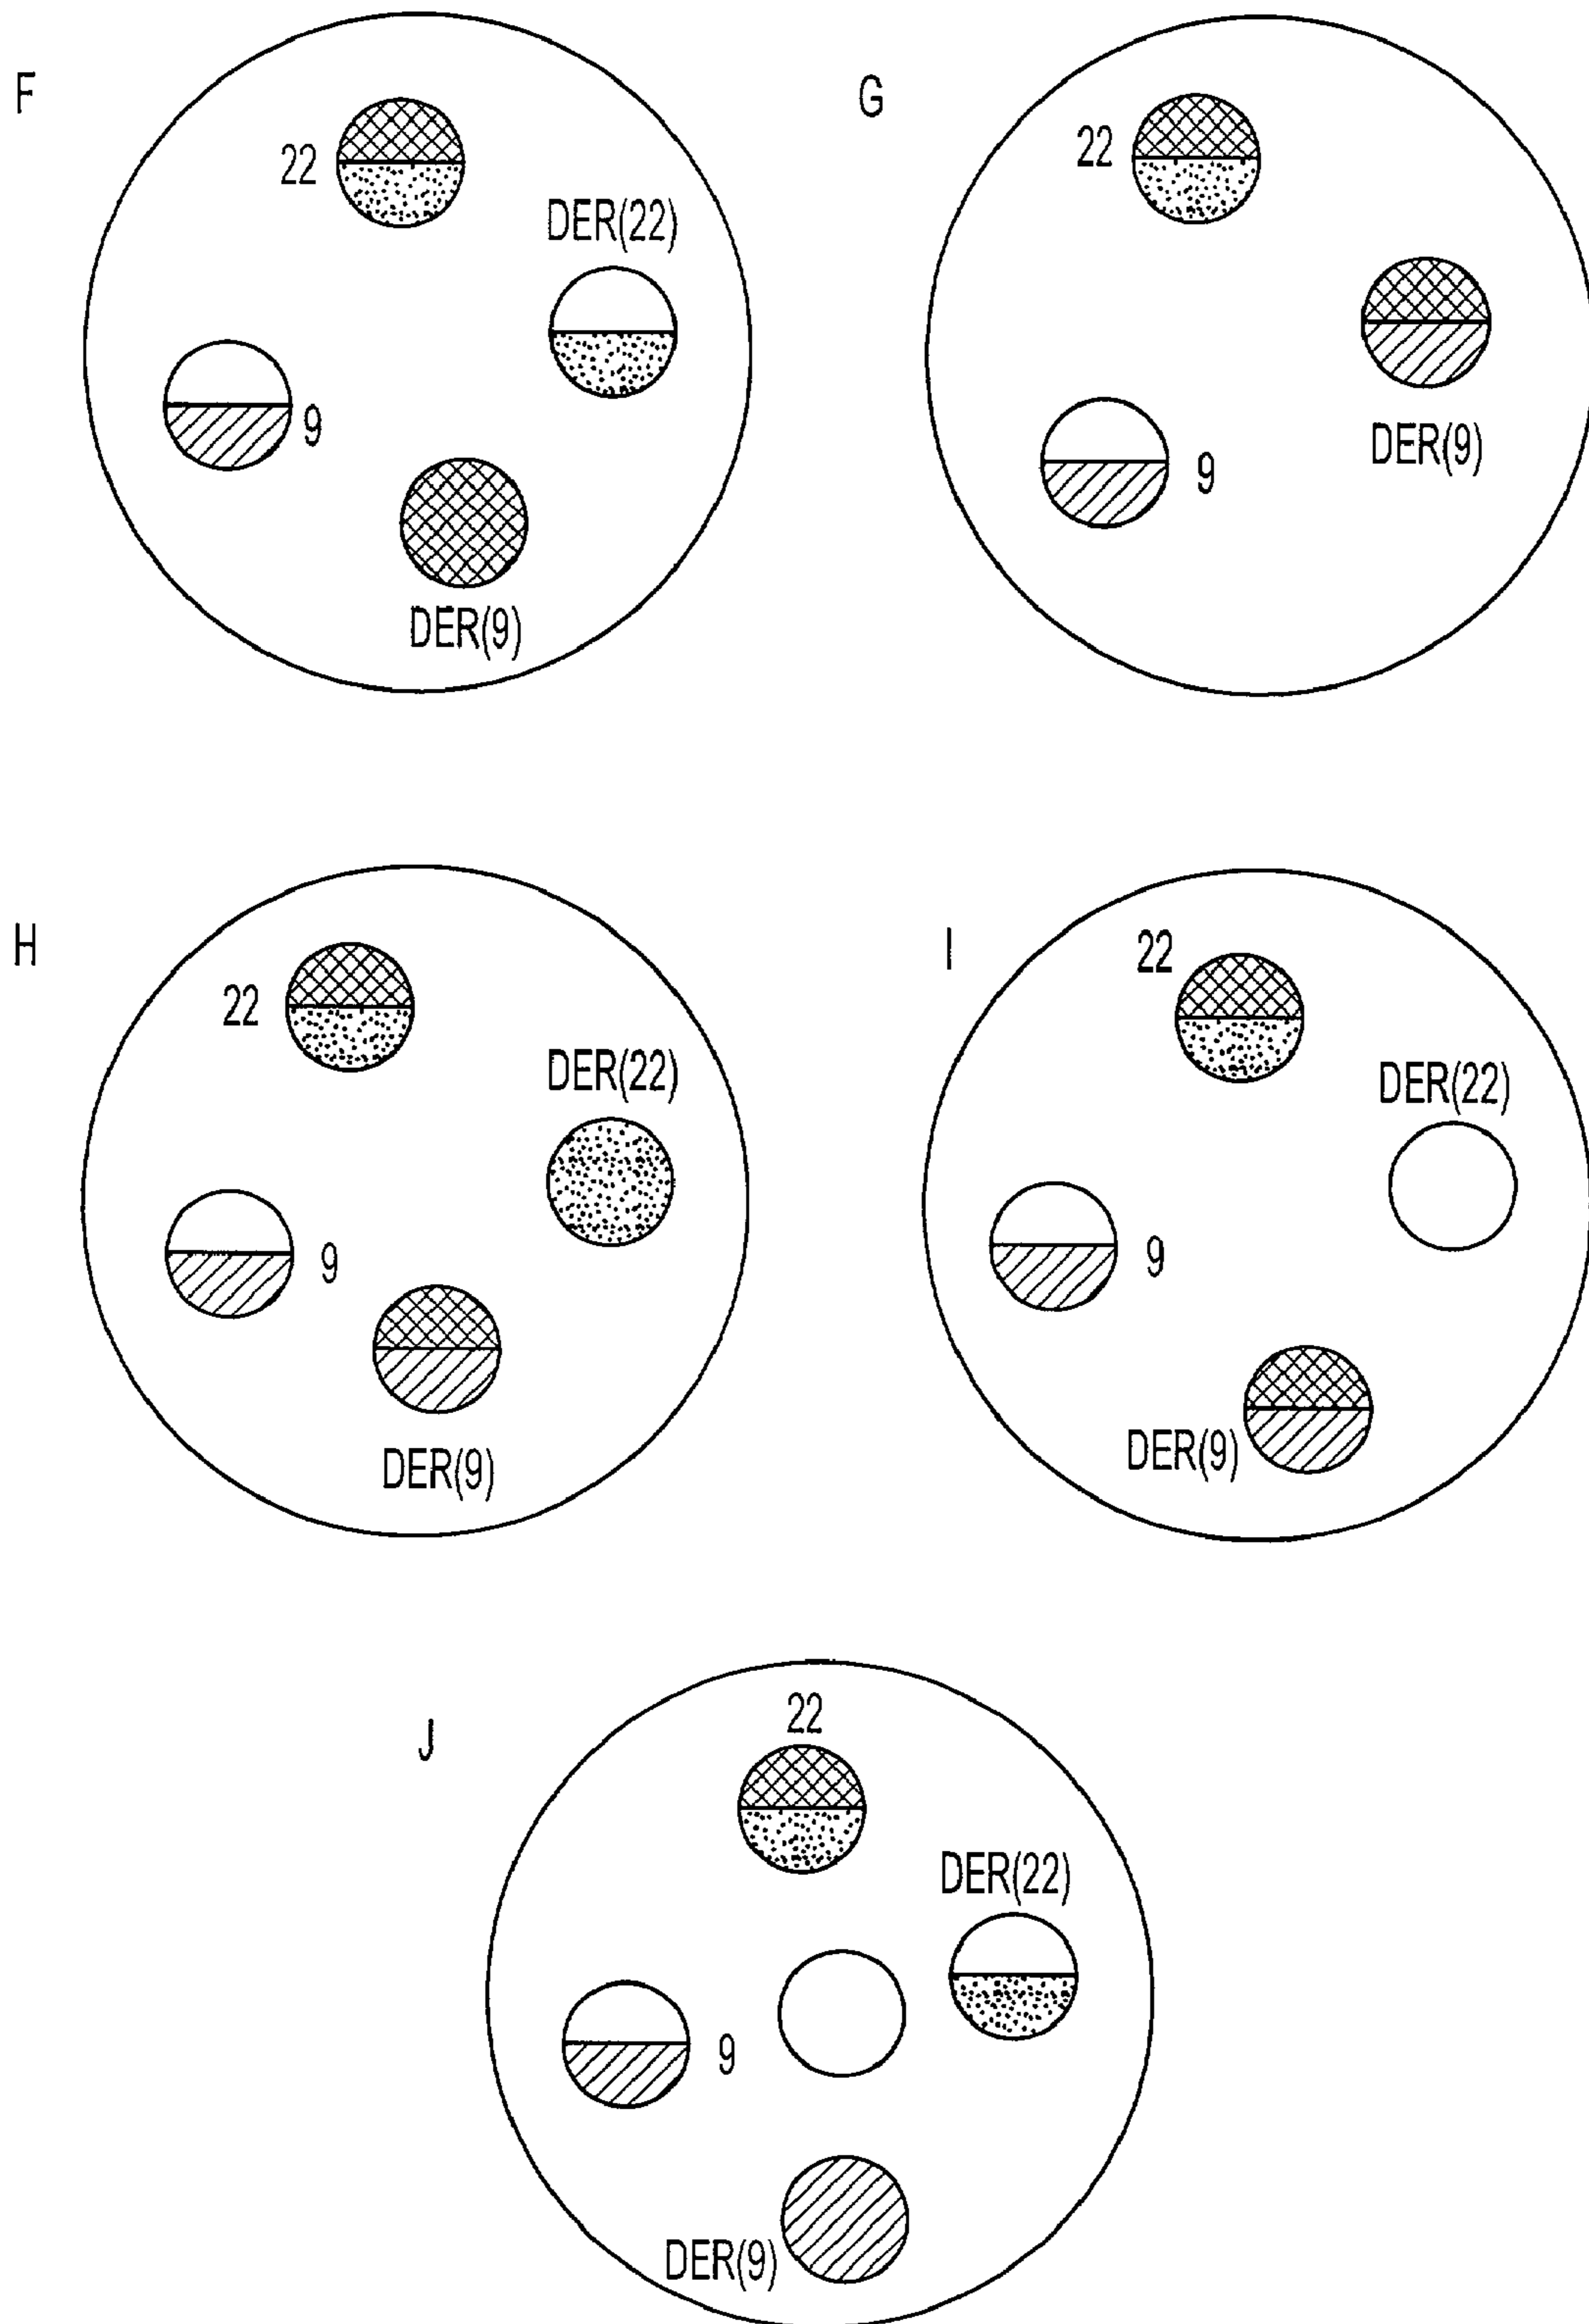 F
22
DER(22)
9
DER(9)
G
22
9
DER(9)
H
22
DER(22)
9
DER(9)
I
22
DER(22)
9
DER(9)
J
22
DER(22)
9
DER(9)